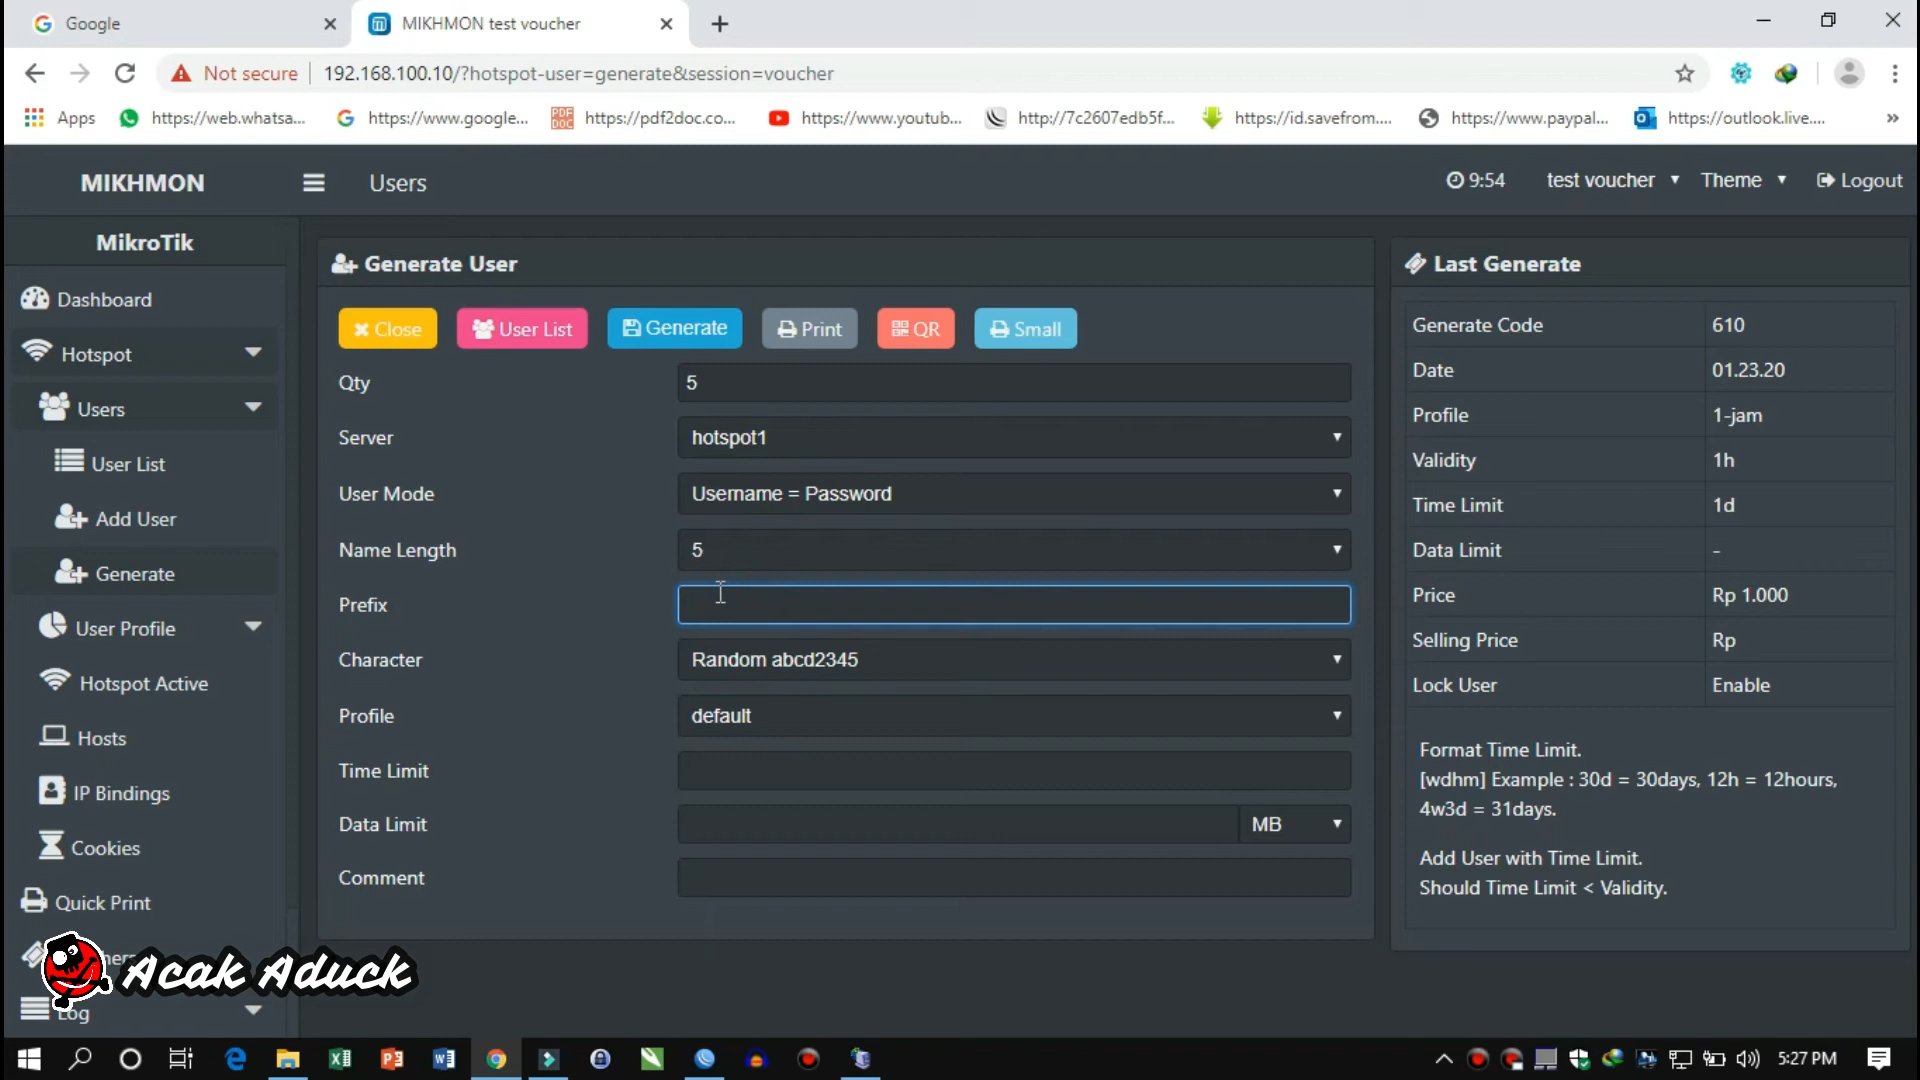 Google
MIKHMON test voucher
Not secure
192.168.100.10/?hotspot-user=generate&session=voucher
Apps
https://web.whatsa...
https://www.google...
PDF DOC
https://pdf2doc.co...
https://www.youtub...
http://7c2607edb5f...
https://id.savefrom....
https://www.paypal...
https://outlook.live....
»
MIKHMON
Users
9:54
test voucher
Theme
Logout
MikroTik
Dashboard
Hotspot
Users
User List
Add User
Generate
User Profile
Hotspot Active
Hosts
IP Bindings
Cookies
Quick Print
Log
Generate User
Close
User List
Generate
Print
QR
Small
Qty
5
Server
hotspot1
User Mode
Username = Password
Name Length
5
Prefix
Character
Random abcd2345
Profile
default
Time Limit
Data Limit
MB
Comment
Last Generate
Generate Code 610
Date 01.23.20
Profile 1-jam
Validity 1h
Time Limit 1d
Data Limit -
Price Rp 1.000
Selling Price Rp
Lock User Enable
Format Time Limit.
[wdhm] Example : 30d = 30days, 12h = 12hours,
4w3d = 31days.
Add User with Time Limit.
Should Time Limit < Validity.
Acak Aduck
5:27 PM